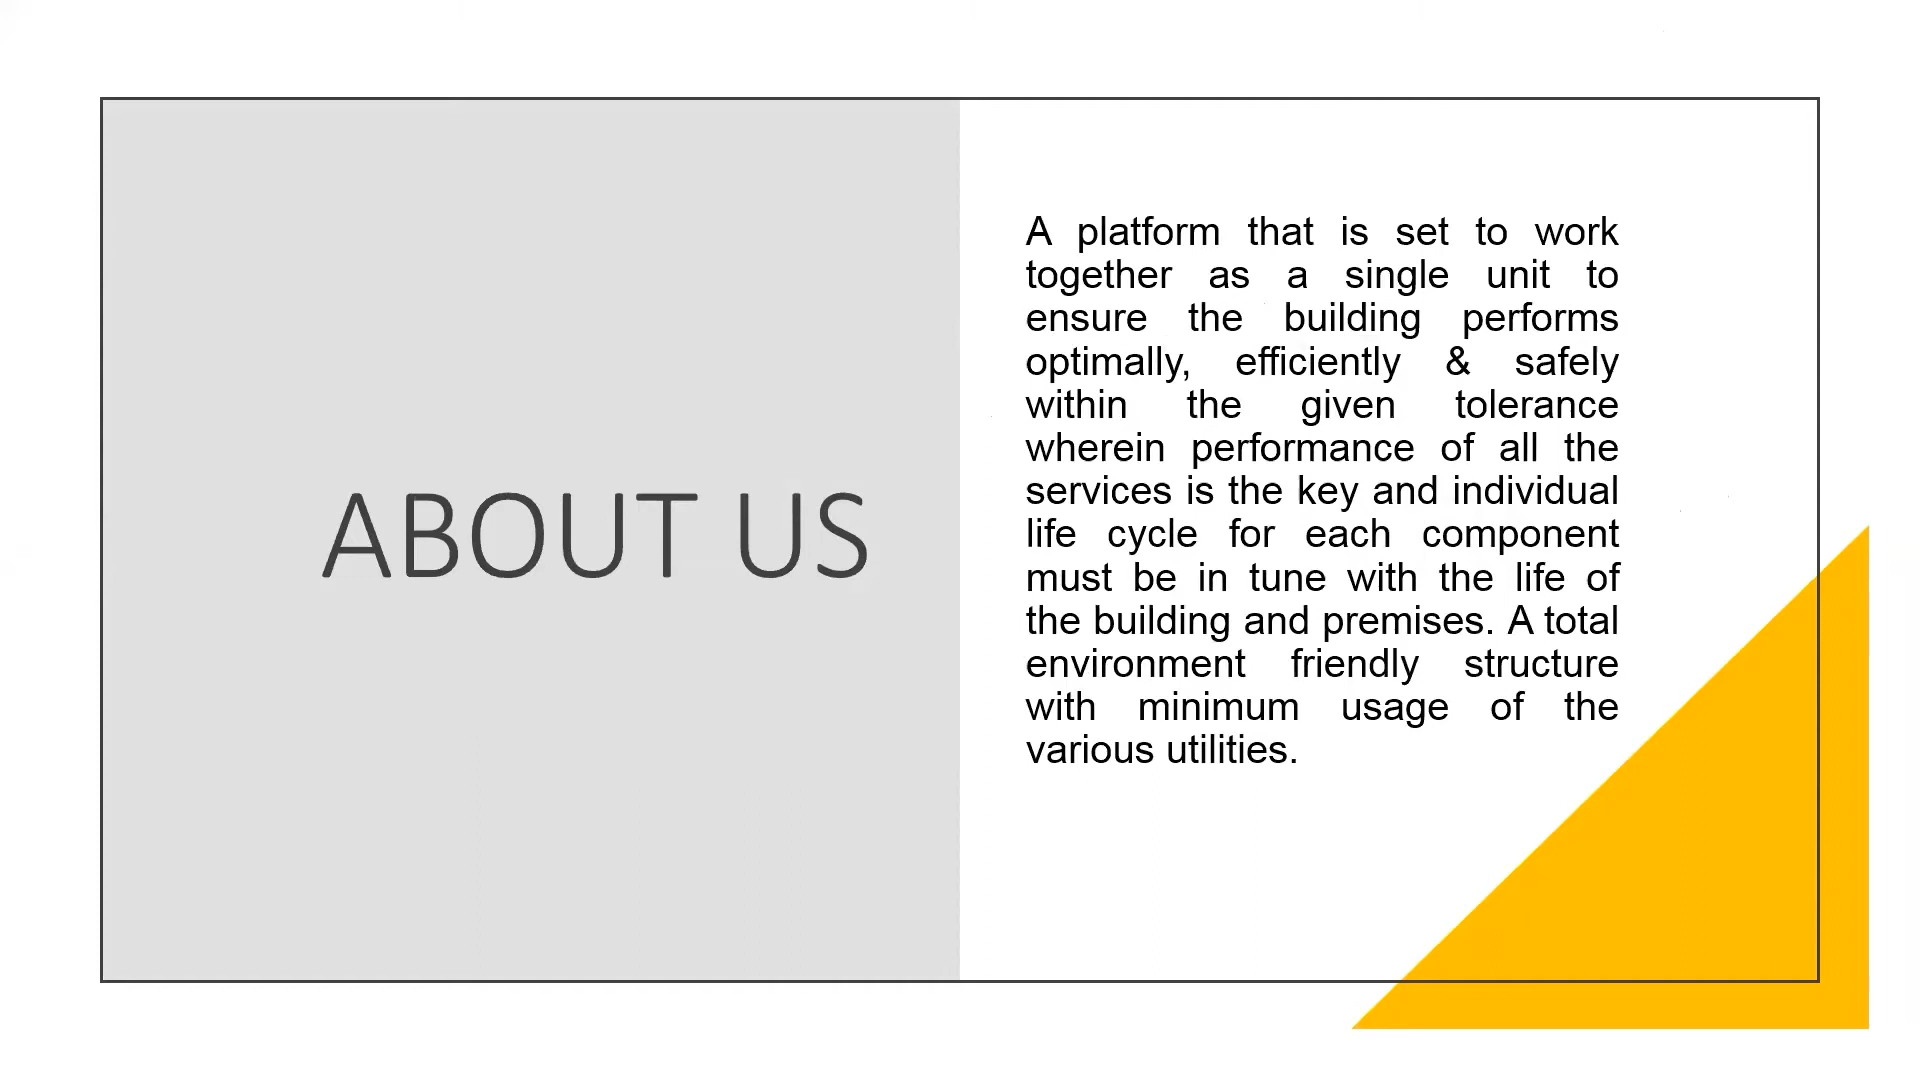 ABOUT US
A platform that is set to work
together as a single unit to
ensure the building performs
optimally, efficiently & safely
within the given tolerance
wherein performance of all the
services is the key and individual
life cycle for each component
must be in tune with the life of
the building and premises. A total
environment friendly structure
with minimum usage of the
various utilities.